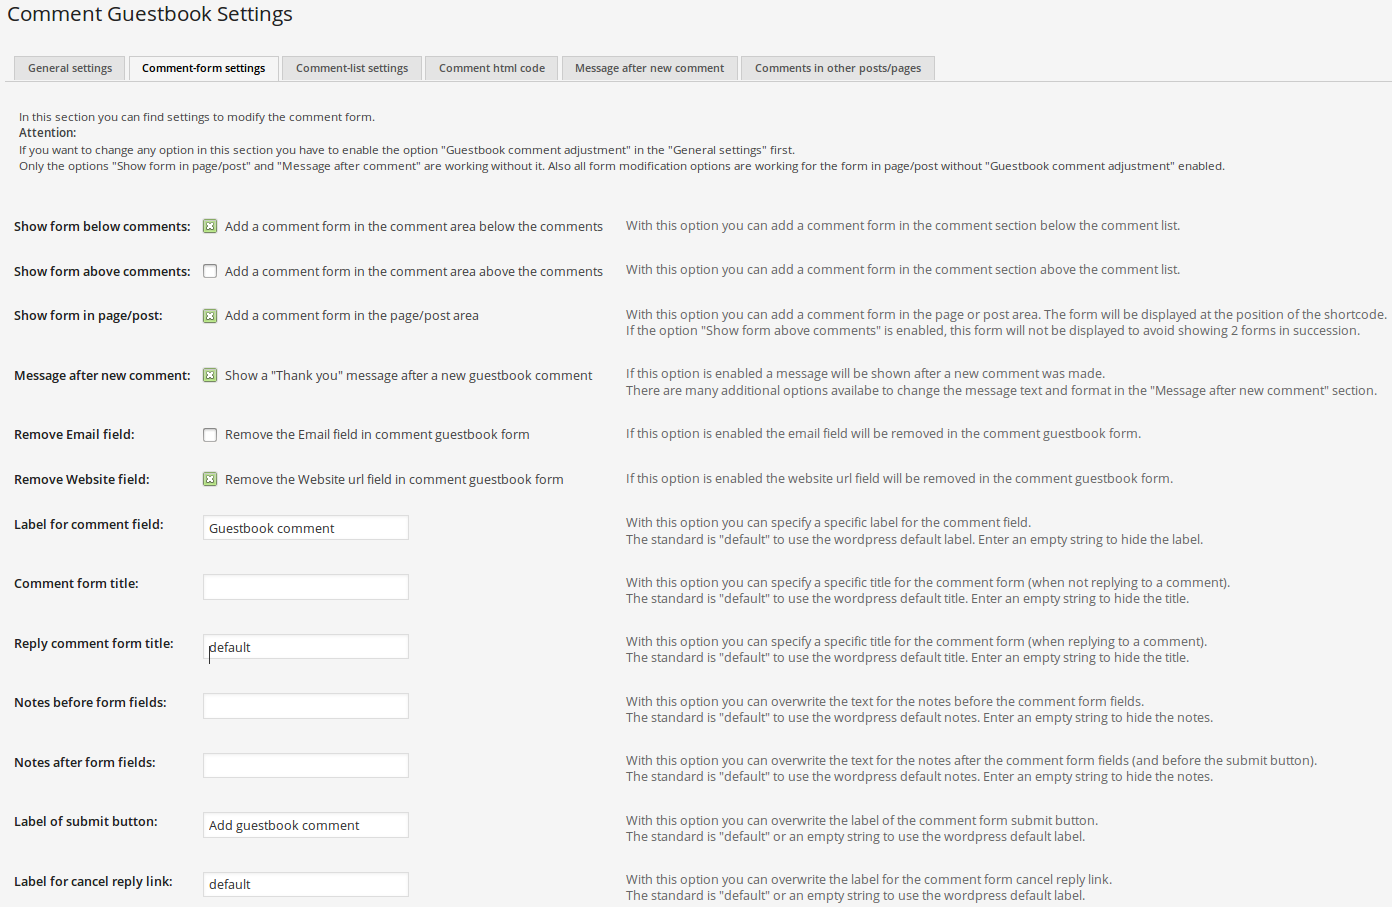 Comment Guestbook Settings
General settings
Comment-form settings
Comment-list settings
Comment html code
Message after new comment
Comments in other posts/pages
In this section you can find settings to modify the comment form.
Attention:
If you want to change any option in this section you have to enable the option "Guestbook comment adjustment" in the "General settings" first.
Only the options "Show form in page/post" and "Message after comment" are working without it. Also all form modification options are working for the form in page/post without "Guestbook comment adjustment" enabled.
Show form below comments:
Add a comment form in the comment area below the comments
With this option you can add a comment form in the comment section below the comment list.
Show form above comments:
Add a comment form in the comment area above the comments
With this option you can add a comment form in the comment section above the comment list.
Show form in page/post:
Add a comment form in the page/post area
With this option you can add a comment form in the page or post area. The form will be displayed at the position of the shortcode.
If the option "Show form above comments" is enabled, this form will not be displayed to avoid showing 2 forms in succession.
Message after new comment:
Show a "Thank you" message after a new guestbook comment
If this option is enabled a message will be shown after a new comment was made.
There are many additional options availabe to change the message text and format in the "Message after new comment" section.
Remove Email field:
Remove the Email field in comment guestbook form
If this option is enabled the email field will be removed in the comment guestbook form.
Remove Website field:
Remove the Website url field in comment guestbook form
If this option is enabled the website url field will be removed in the comment guestbook form.
Label for comment field:
Guestbook comment
With this option you can specify a specific label for the comment field.
The standard is "default" to use the wordpress default label. Enter an empty string to hide the label.
Comment form title:
With this option you can specify a specific title for the comment form (when not replying to a comment).
The standard is "default" to use the wordpress default title. Enter an empty string to hide the title.
Reply comment form title:
default
With this option you can specify a specific title for the comment form (when replying to a comment).
The standard is "default" to use the wordpress default title. Enter an empty string to hide the title.
Notes before form fields:
With this option you can overwrite the text for the notes before the comment form fields.
The standard is "default" to use the wordpress default notes. Enter an empty string to hide the notes.
Notes after form fields:
With this option you can overwrite the text for the notes after the comment form fields (and before the submit button).
The standard is "default" to use the wordpress default notes. Enter an empty string to hide the notes.
Label of submit button:
Add guestbook comment
With this option you can overwrite the label of the comment form submit button.
The standard is "default" or an empty string to use the wordpress default label.
Label for cancel reply link:
default
With this option you can overwrite the label for the comment form cancel reply link.
The standard is "default" or an empty string to use the wordpress default label.